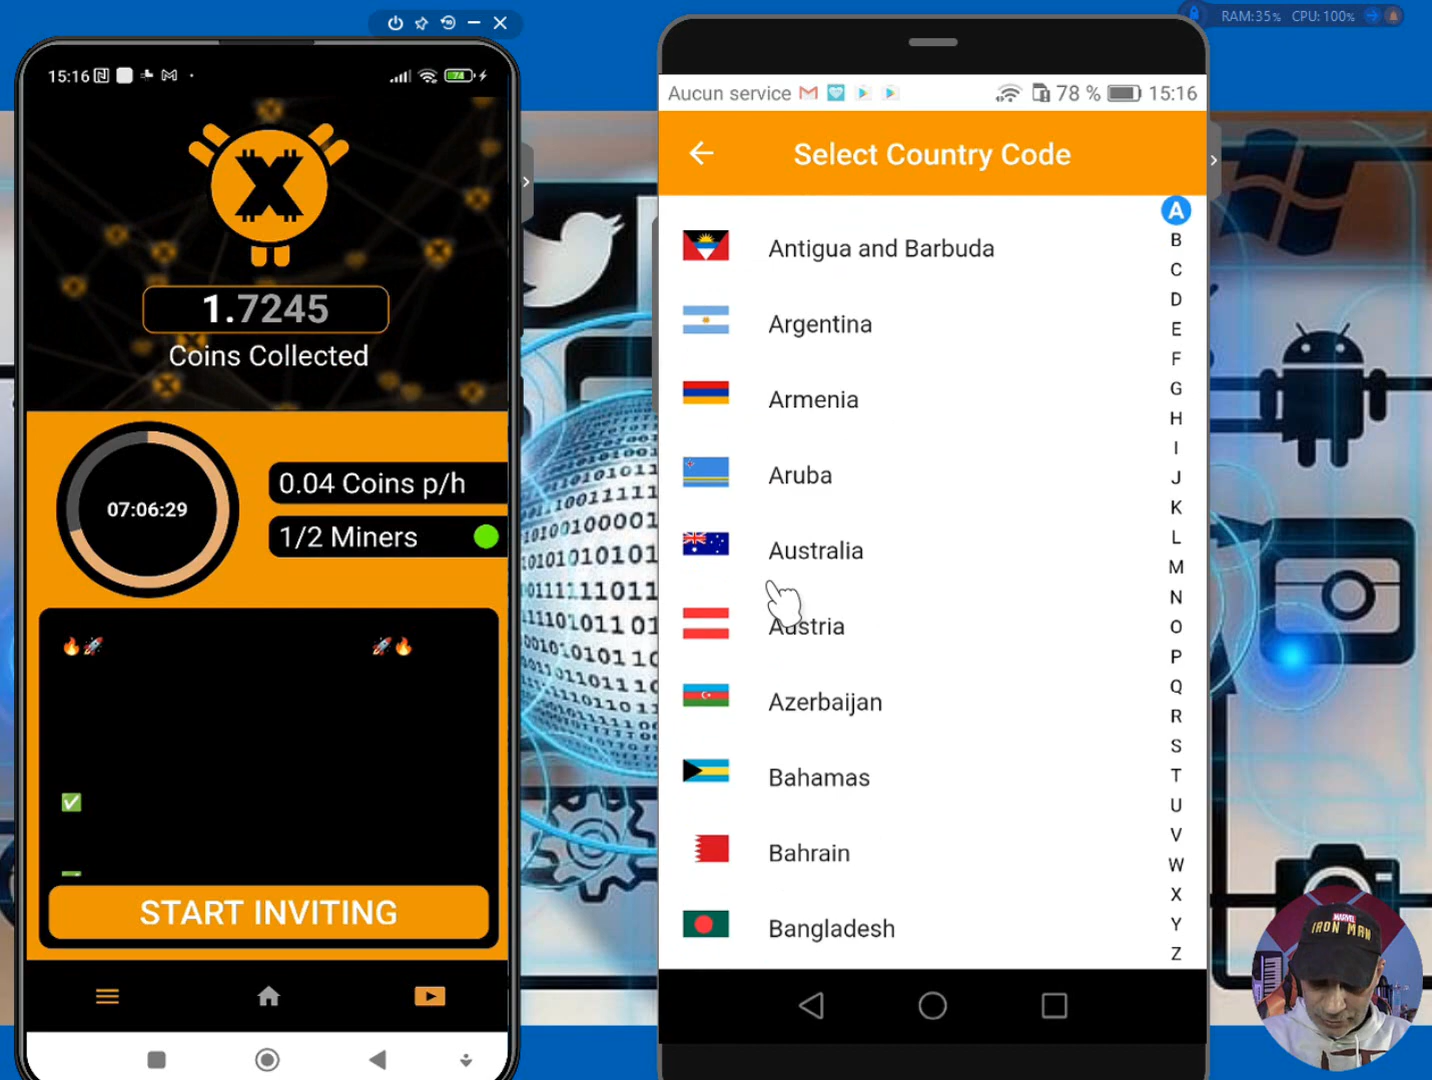 RAM:35% CPU:100%
15:16
74
X
1.7245
Coins Collected
07:06:29
0.04 Coins p/h
1/2 Miners
START INVITING
Aucun service
78 %
15:16
Select Country Code
Antigua and Barbuda
Argentina
Armenia
Aruba
Australia
Austria
Azerbaijan
Bahamas
Bahrain
Bangladesh
A
B
C
D
E
F
G
H
I
J
K
L
M
N
O
P
Q
R
S
T
U
V
W
X
Y
Z
MARVEL
IRON MAN